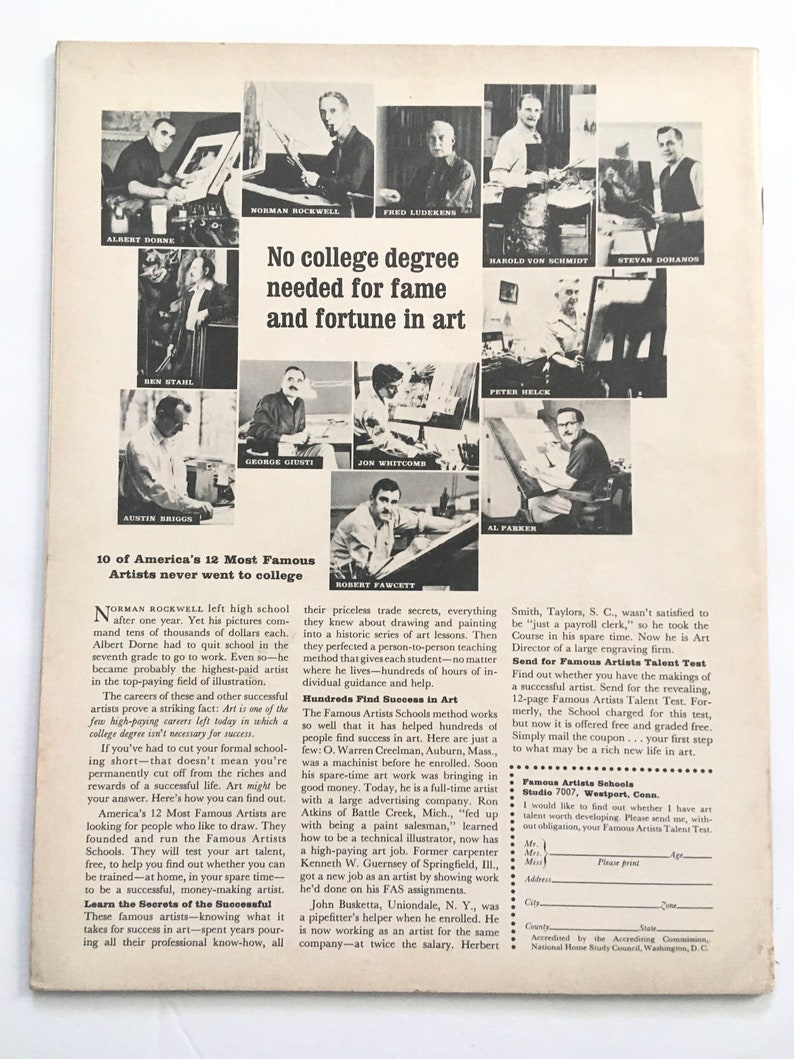 ALBERT DORNE
NORMAN ROCKWELL
FRED LUDEKENS
HAROLD VON SCHMIDT
STEVAN DOHANOS
No college degree
needed for fame
and fortune in art
BEN STAHL
PETER HELCK
GEORGE GIUSTI
JON WHITCOMB
AUSTIN BRIGGS
AL PARKER
ROBERT FAWCETT
10 of America's 12 Most Famous
Artists never went to college
NORMAN ROCKWELL left high school
after one year. Yet his pictures com-
mand tens of thousands of dollars each.
Albert Dorne had to quit school in the
seventh grade to go to work. Even so—he
became probably the highest-paid artist
in the top-paying field of illustration.
The careers of these and other successful
artists prove a striking fact: Art is one of the
few high-paying careers left today in which a
college degree isn't necessary for success.
If you've had to cut your formal school-
ing short—that doesn't mean you're
permanently cut off from the riches and
rewards of a successful life. Art might be
your answer. Here's how you can find out.
America's 12 Most Famous Artists are
looking for people who like to draw. They
founded and run the Famous Artists
Schools. They will test your art talent,
free, to help you find out whether you can
be trained—at home, in your spare time—
to be a successful, money-making artist.
Learn the Secrets of the Successful
These famous artists—knowing what it
takes for success in art—spent years pour-
ing all their professional know-how, all
their priceless trade secrets, everything
they knew about drawing and painting
into a historic series of art lessons. Then
they perfected a person-to-person teaching
method that gives each student—no matter
where he lives—hundreds of hours of in-
dividual guidance and help.
Hundreds Find Success in Art
The Famous Artists Schools method works
so well that it has helped hundreds of
people find success in art. Here are just a
few: O. Warren Creelman, Auburn, Mass.,
was a machinist before he enrolled. Soon
his spare-time art work was bringing in
good money. Today, he is a full-time artist
with a large advertising company. Ron
Atkins of Battle Creek, Mich., "fed up
with being a paint salesman," learned
how to be a technical illustrator, now has
a high-paying art job. Former carpenter
Kenneth W. Guernsey of Springfield, Ill.,
got a new job as an artist by showing work
he'd done on his FAS assignments.
John Busketta, Uniondale, N. Y., was
a pipefitter's helper when he enrolled. He
is now working as an artist for the same
company—at twice the salary. Herbert
Smith, Taylors, S. C., wasn't satisfied to
be "just a payroll clerk," so he took the
Course in his spare time. Now he is Art
Director of a large engraving firm.
Send for Famous Artists Talent Test
Find out whether you have the makings of
a successful artist. Send for the revealing,
12-page Famous Artists Talent Test. For-
merly, the School charged for this test,
but now it is offered free and graded free.
Simply mail the coupon . . . your first step
to what may be a rich new life in art.
Famous Artists Schools
Studio 7007, Westport, Conn.
I would like to find out whether I have art
talent worth developing. Please send me, with-
out obligation, your Famous Artists Talent Test.
Mr.
Mrs. Age
Miss Please print
Address
City Zone
County State
Accredited by the Accrediting Commission,
National Home Study Council, Washington, D. C.